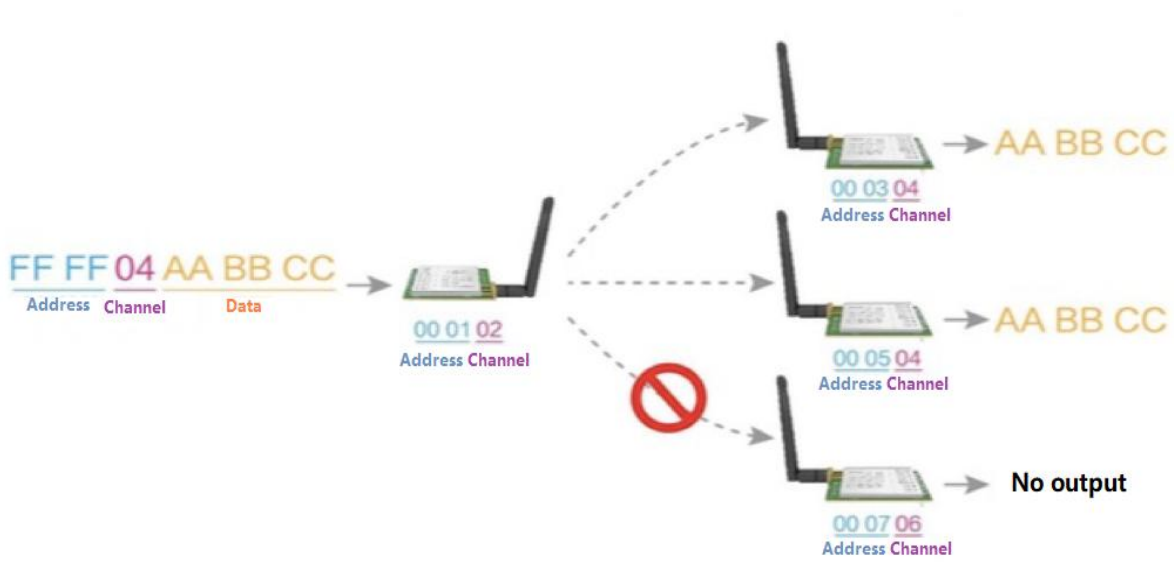 FF FF 04 AA BB CC
Address Channel Data
00 01 02
Address Channel
00 03 04
Address Channel
AA BB CC
00 05 04
Address Channel
AA BB CC
00 07 06
Address Channel
No output